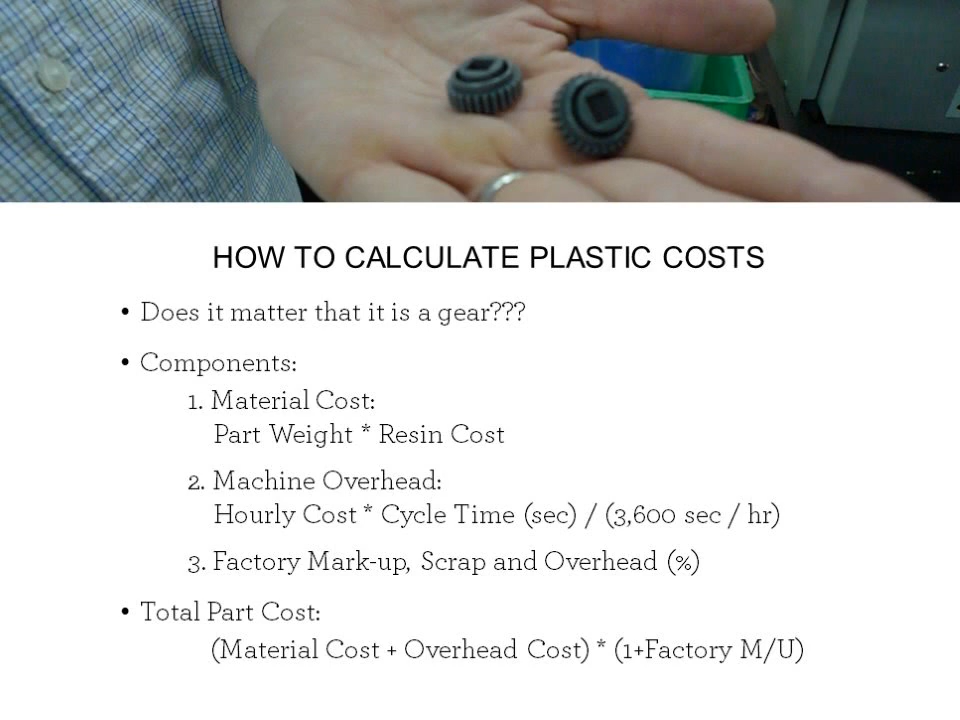 HOW TO CALCULATE PLASTIC COSTS
• Does it matter that it is a gear???
• Components:
1. Material Cost:
Part Weight * Resin Cost
2. Machine Overhead:
Hourly Cost * Cycle Time (sec) / (3,600 sec / hr)
3. Factory Mark-up, Scrap and Overhead (%)
• Total Part Cost:
(Material Cost + Overhead Cost) * (1+Factory M/U)